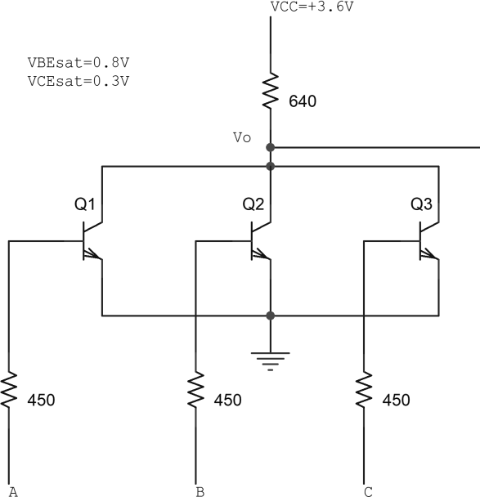 VCC=+3.6V
VBEsat=0.8V
VCEsat=0.3V
640
Vo
Q1
Q2
Q3
450
450
450
A
B
C